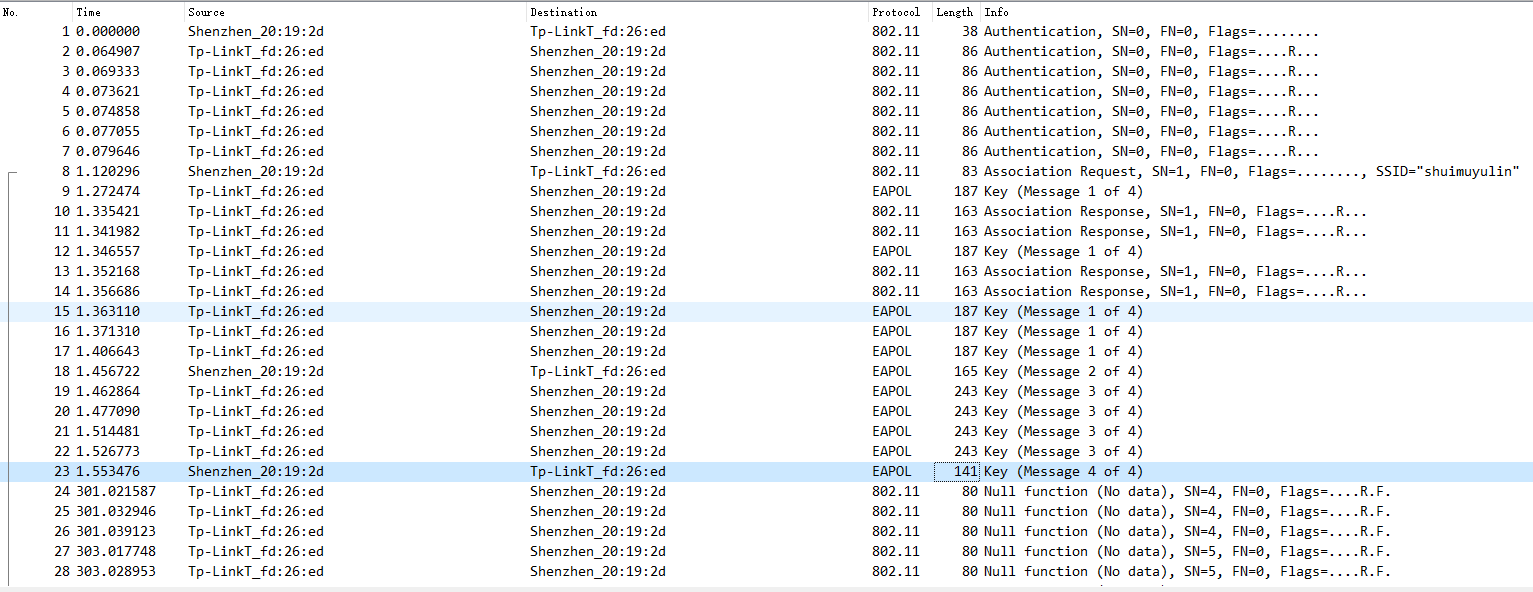 No. Time Source Destination Protocol Length Info
1 0.000000 Shenzhen_20:19:2d Tp-LinkT_fd:26:ed 802.11 38 Authentication, SN=0, FN=0, Flags=........
2 0.064907 Tp-LinkT_fd:26:ed Shenzhen_20:19:2d 802.11 86 Authentication, SN=0, FN=0, Flags=....R...
3 0.069333 Tp-LinkT_fd:26:ed Shenzhen_20:19:2d 802.11 86 Authentication, SN=0, FN=0, Flags=....R...
4 0.073621 Tp-LinkT_fd:26:ed Shenzhen_20:19:2d 802.11 86 Authentication, SN=0, FN=0, Flags=....R...
5 0.074858 Tp-LinkT_fd:26:ed Shenzhen_20:19:2d 802.11 86 Authentication, SN=0, FN=0, Flags=....R...
6 0.077055 Tp-LinkT_fd:26:ed Shenzhen_20:19:2d 802.11 86 Authentication, SN=0, FN=0, Flags=....R...
7 0.079646 Tp-LinkT_fd:26:ed Shenzhen_20:19:2d 802.11 86 Authentication, SN=0, FN=0, Flags=....R...
8 1.120296 Shenzhen_20:19:2d Tp-LinkT_fd:26:ed 802.11 83 Association Request, SN=1, FN=0, Flags=........, SSID="shuimuyulin"
9 1.272474 Tp-LinkT_fd:26:ed Shenzhen_20:19:2d EAPOL 187 Key (Message 1 of 4)
10 1.335421 Tp-LinkT_fd:26:ed Shenzhen_20:19:2d 802.11 163 Association Response, SN=1, FN=0, Flags=....R...
11 1.341982 Tp-LinkT_fd:26:ed Shenzhen_20:19:2d 802.11 163 Association Response, SN=1, FN=0, Flags=....R...
12 1.346557 Tp-LinkT_fd:26:ed Shenzhen_20:19:2d EAPOL 187 Key (Message 1 of 4)
13 1.352168 Tp-LinkT_fd:26:ed Shenzhen_20:19:2d 802.11 163 Association Response, SN=1, FN=0, Flags=....R...
14 1.356686 Tp-LinkT_fd:26:ed Shenzhen_20:19:2d 802.11 163 Association Response, SN=1, FN=0, Flags=....R...
15 1.363110 Tp-LinkT_fd:26:ed Shenzhen_20:19:2d EAPOL 187 Key (Message 1 of 4)
16 1.371310 Tp-LinkT_fd:26:ed Shenzhen_20:19:2d EAPOL 187 Key (Message 1 of 4)
17 1.406643 Tp-LinkT_fd:26:ed Shenzhen_20:19:2d EAPOL 187 Key (Message 1 of 4)
18 1.456722 Shenzhen_20:19:2d Tp-LinkT_fd:26:ed EAPOL 165 Key (Message 2 of 4)
19 1.462864 Tp-LinkT_fd:26:ed Shenzhen_20:19:2d EAPOL 243 Key (Message 3 of 4)
20 1.477090 Tp-LinkT_fd:26:ed Shenzhen_20:19:2d EAPOL 243 Key (Message 3 of 4)
21 1.514481 Tp-LinkT_fd:26:ed Shenzhen_20:19:2d EAPOL 243 Key (Message 3 of 4)
22 1.526773 Tp-LinkT_fd:26:ed Shenzhen_20:19:2d EAPOL 243 Key (Message 3 of 4)
23 1.553476 Shenzhen_20:19:2d Tp-LinkT_fd:26:ed EAPOL 141 Key (Message 4 of 4)
24 301.021587 Tp-LinkT_fd:26:ed Shenzhen_20:19:2d 802.11 80 Null function (No data), SN=4, FN=0, Flags=....R.F.
25 301.032946 Tp-LinkT_fd:26:ed Shenzhen_20:19:2d 802.11 80 Null function (No data), SN=4, FN=0, Flags=....R.F.
26 301.039123 Tp-LinkT_fd:26:ed Shenzhen_20:19:2d 802.11 80 Null function (No data), SN=4, FN=0, Flags=....R.F.
27 303.017748 Tp-LinkT_fd:26:ed Shenzhen_20:19:2d 802.11 80 Null function (No data), SN=5, FN=0, Flags=....R.F.
28 303.028953 Tp-LinkT_fd:26:ed Shenzhen_20:19:2d 802.11 80 Null function (No data), SN=5, FN=0, Flags=....R.F.